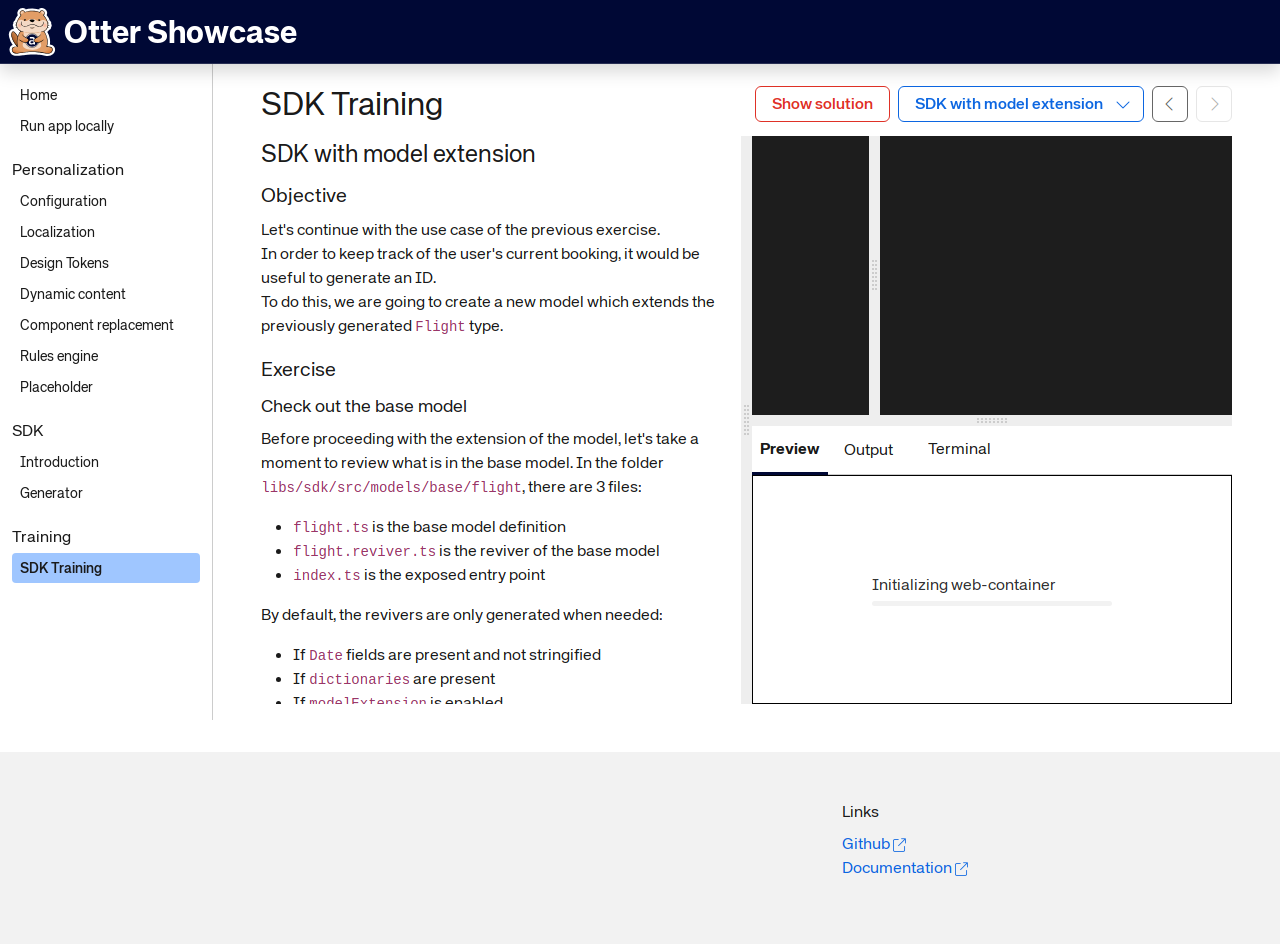 Otter Showcase
Home
Run app locally
Personalization
Configuration
Localization
Design Tokens
Dynamic content
Component replacement
Rules engine
Placeholder
SDK
Introduction
Generator
Training
SDK Training
SDK Training
Show solution
SDK with model extension
SDK with model extension
Objective
Let's continue with the use case of the previous exercise.
In order to keep track of the user's current booking, it would be
useful to generate an ID.
To do this, we are going to create a new model which extends the
previously generated Flight type.
Exercise
Check out the base model
Before proceeding with the extension of the model, let's take a
moment to review what is in the base model. In the folder
libs/sdk/src/models/base/flight, there are 3 files:
flight.ts is the base model definition
flight.reviver.ts is the reviver of the base model
index.ts is the exposed entry point
By default, the revivers are only generated when needed:
If Date fields are present and not stringified
If dictionaries are present
If modelExtension is enabled
Preview
Output
Terminal
Initializing web-container
Links
Github
Documentation